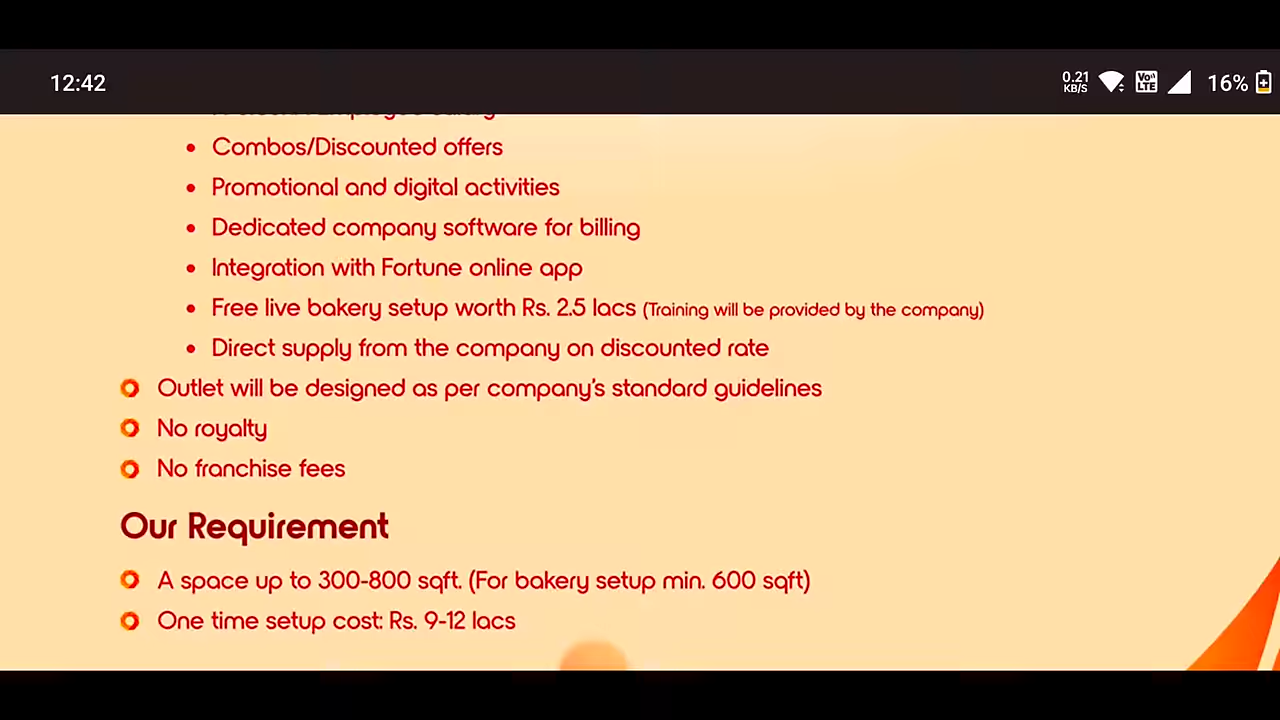 12:42
0.21
KB/S
Vo))
LTE
16%
Combos/Discounted offers
Promotional and digital activities
Dedicated company software for billing
Integration with Fortune online app
Free live bakery setup worth Rs. 2.5 lacs (Training will be provided by the company)
Direct supply from the company on discounted rate
Outlet will be designed as per company's standard guidelines
No royalty
No franchise fees
Our Requirement
A space up to 300-800 sqft. (For bakery setup min. 600 sqft)
One time setup cost: Rs. 9-12 lacs